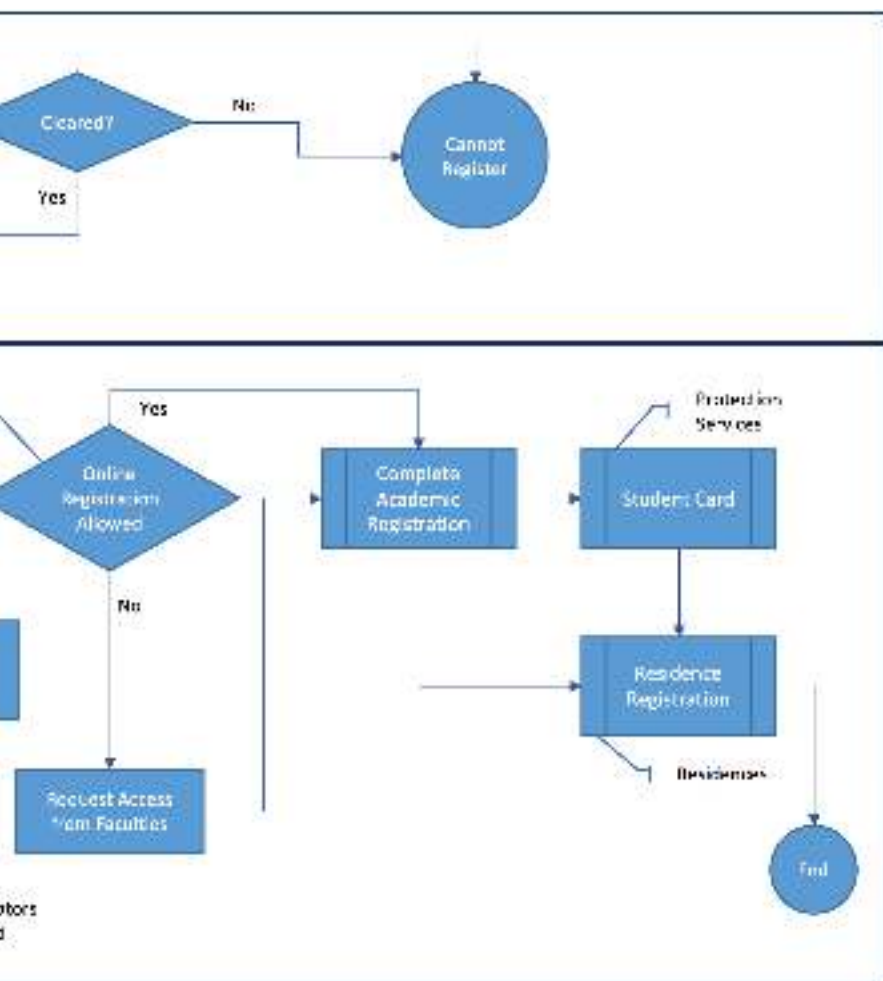 Cleared?
No
Cannot
Register
Yes
Yes
Protection
Services
Online
Registration
Allowed
Complete
Academic
Registration
Student Card
No
Residence
Registration
Residences
Request Access
from Faculties
End